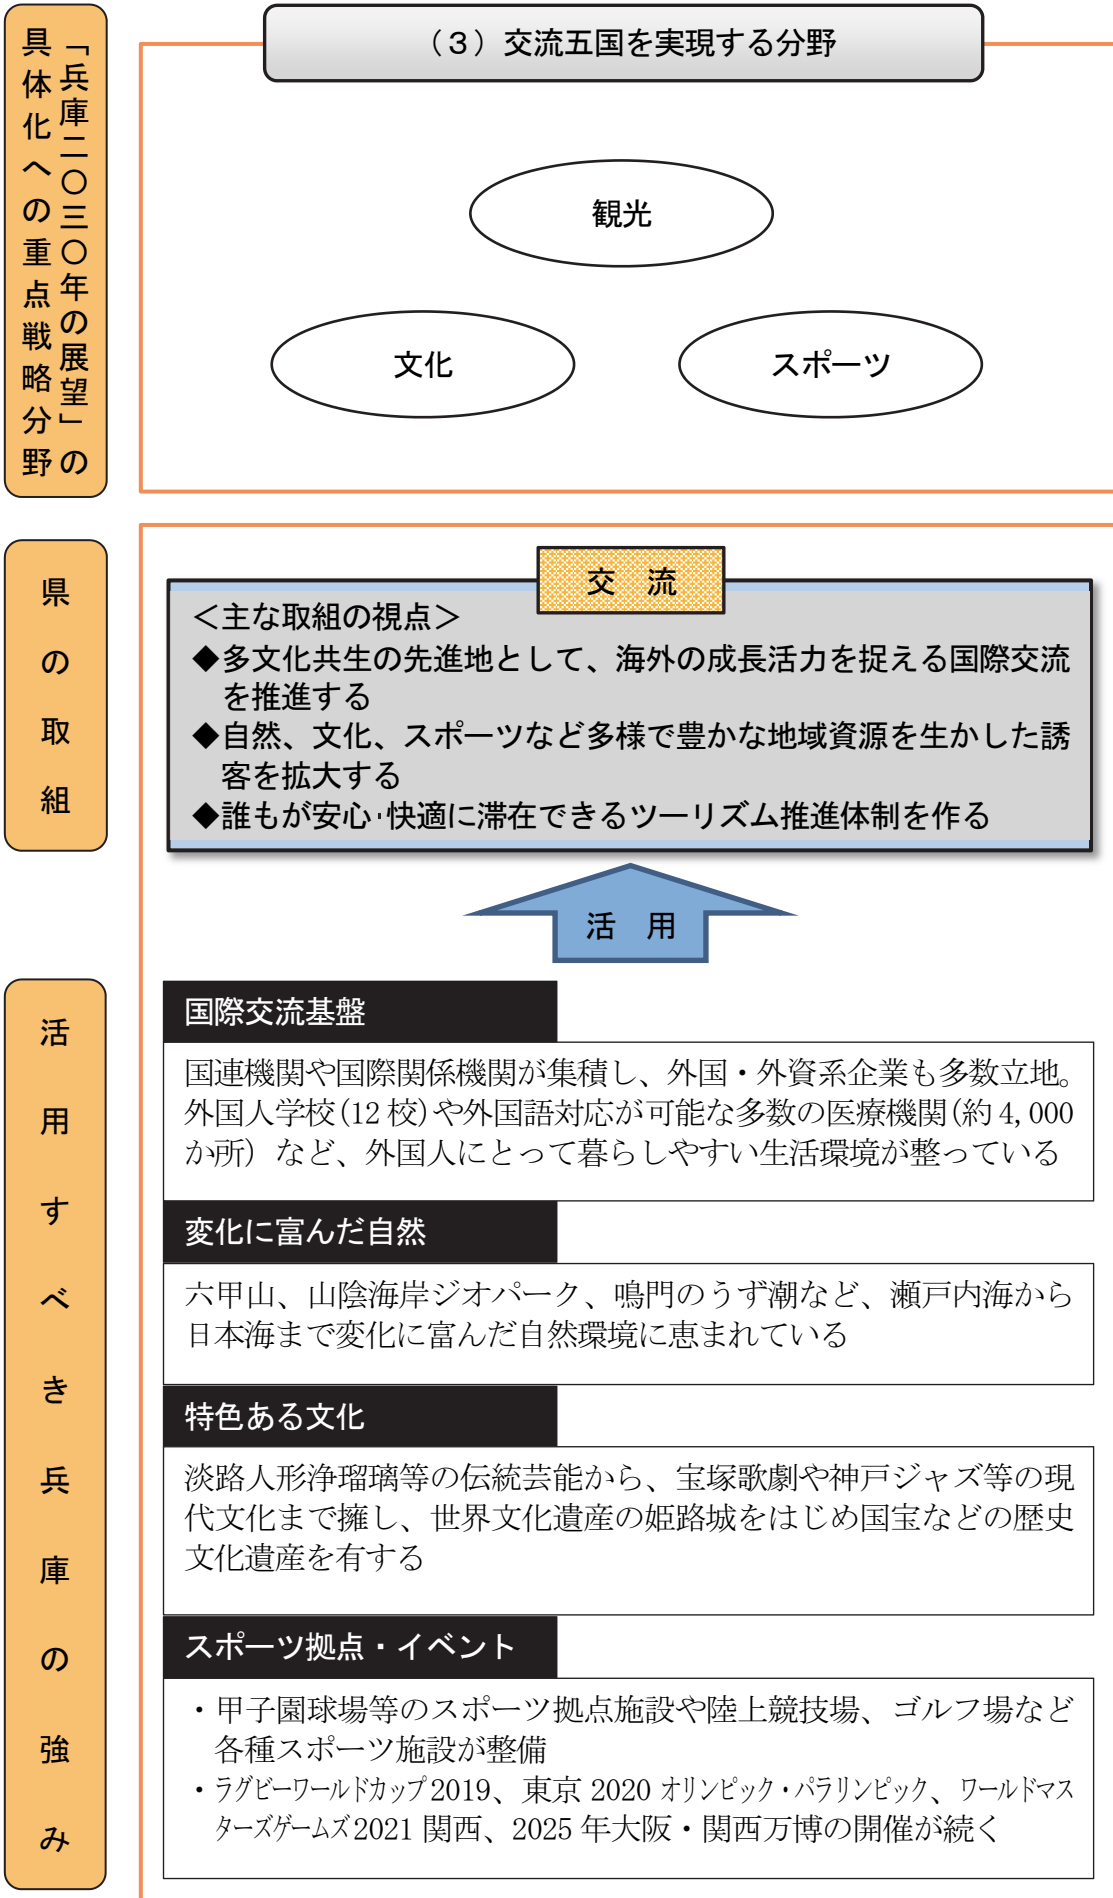 「兵庫二〇三〇年の展望」の
具体化への重点戦略分野
（３）交流五国を実現する分野
観光
文化
スポーツ
県の取組
交　流
＜主な取組の視点＞
◆多文化共生の先進地として、海外の成長活力を捉える国際交流
を推進する
◆自然、文化、スポーツなど多様で豊かな地域資源を生かした誘
客を拡大する
◆誰もが安心・快適に滞在できるツーリズム推進体制を作る
活　用
活用すべき兵庫の強み
国際交流基盤
国連機関や国際関係機関が集積し、外国・外資系企業も多数立地。
外国人学校(12 校)や外国語対応が可能な多数の医療機関(約 4,000
か所）など、外国人にとって暮らしやすい生活環境が整っている
変化に富んだ自然
六甲山、山陰海岸ジオパーク、鳴門のうず潮など、瀬戸内海から
日本海まで変化に富んだ自然環境に恵まれている
特色ある文化
淡路人形浄瑠璃等の伝統芸能から、宝塚歌劇や神戸ジャズ等の現
代文化まで擁し、世界文化遺産の姫路城をはじめ国宝などの歴史
文化遺産を有する
スポーツ拠点・イベント
・甲子園球場等のスポーツ拠点施設や陸上競技場、ゴルフ場など
各種スポーツ施設が整備
・ラグビーワールドカップ2019、東京 2020 オリンピック・パラリンピック、ワールドマス
ターズゲームズ2021 関西、2025 年大阪・関西万博の開催が続く